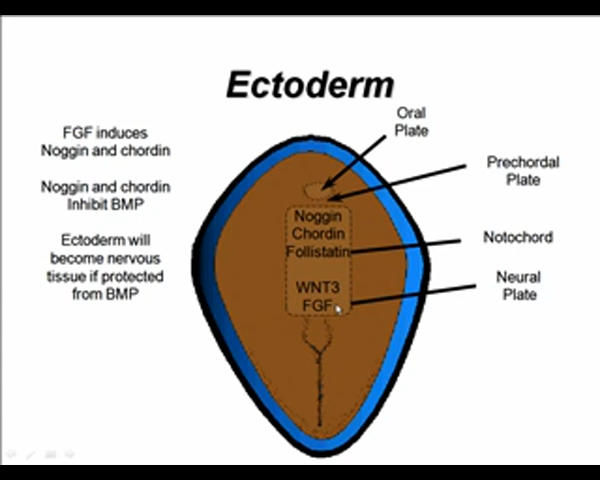 Ectoderm
FGF induces
Noggin and chordin
Noggin and chordin
Inhibit BMP
Ectoderm will
become nervous
tissue if protected
from BMP
Oral
Plate
Prechordal
Plate
Notochord
Neural
Plate
Noggin
Chordin
Follistatin
WNT3
FGF